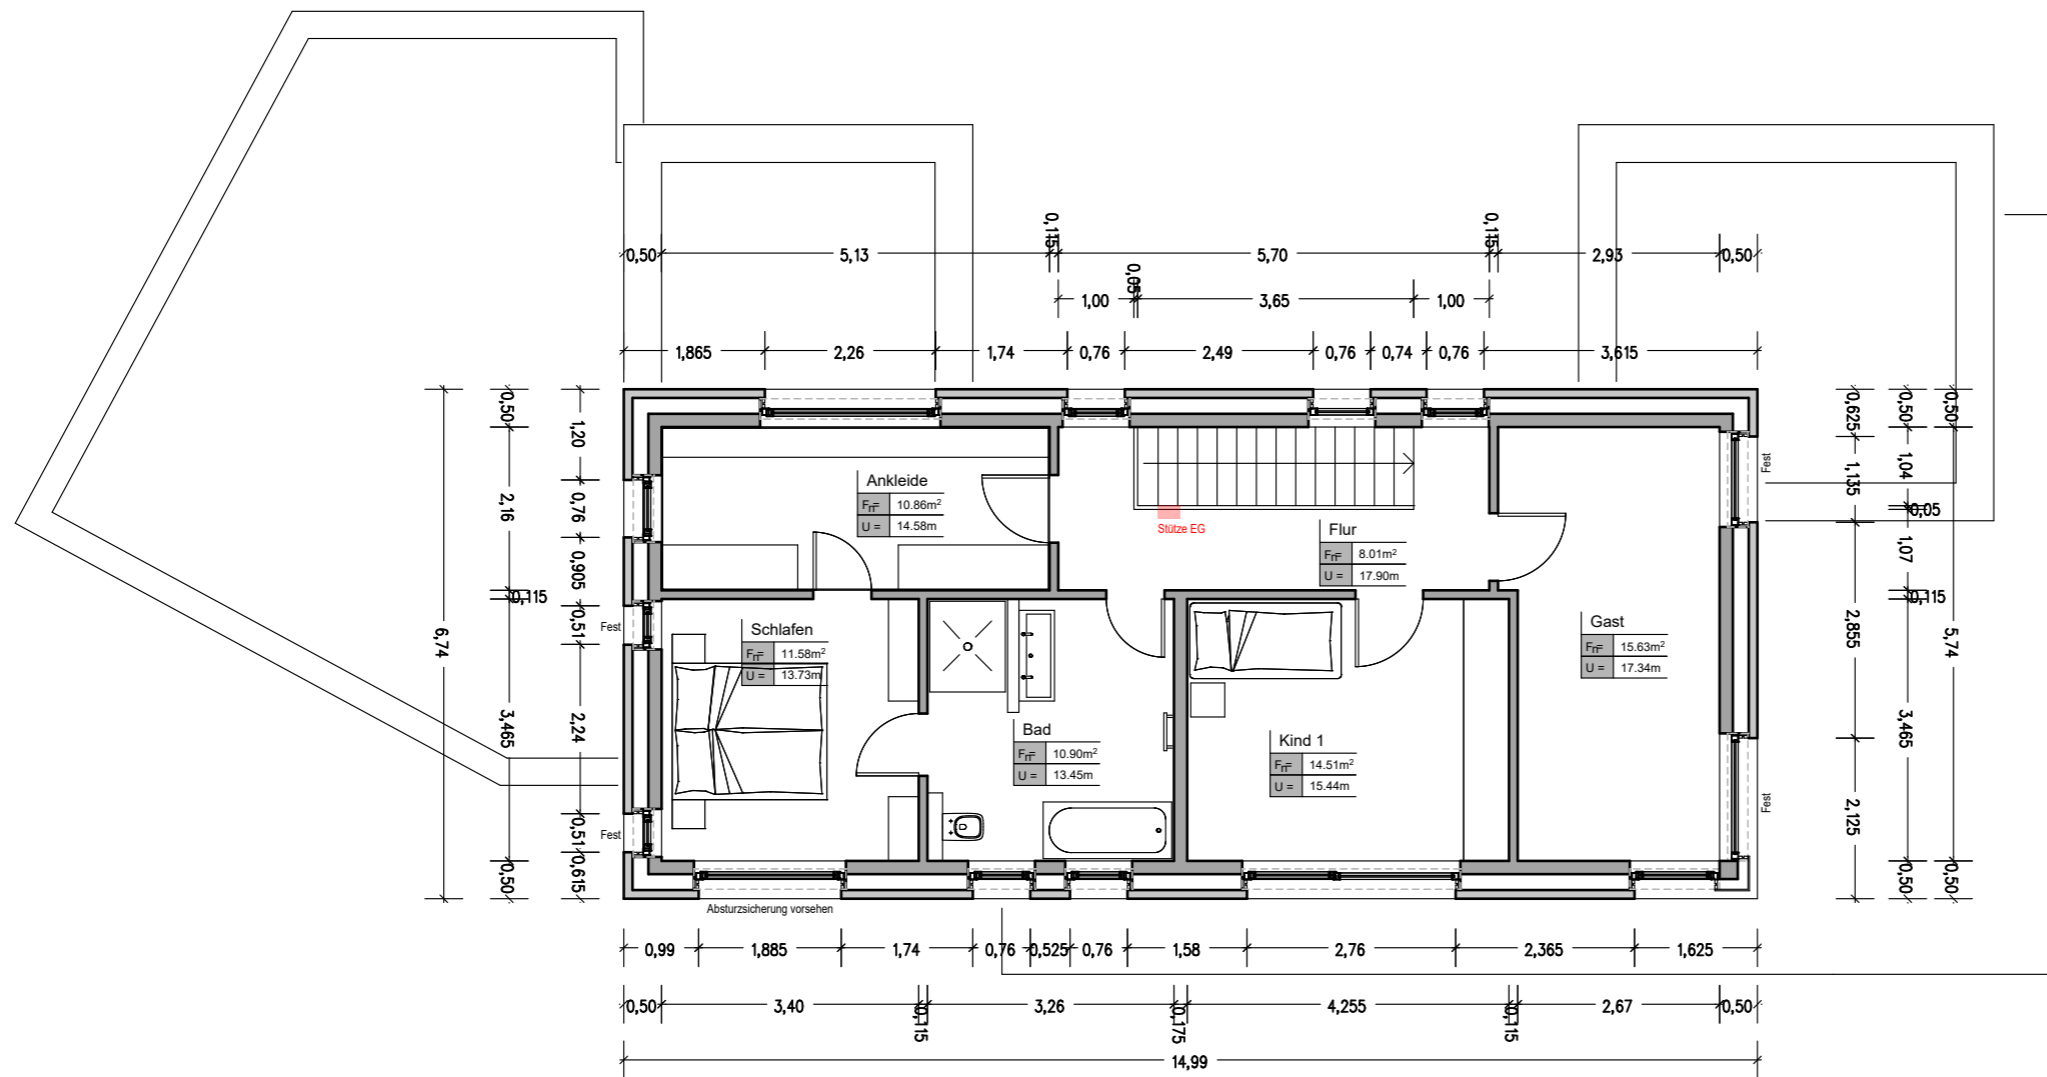 0,50
5,13
0,115
5,70
0,115
2,93
0,50
1,00
0,05
3,65
1,00
1,865
2,26
1,74
0,76
2,49
0,76
0,74
0,76
3,615
6,74
0,50
2,16
0,115
3,465
0,50
1,20
0,76
0,905
0,51
2,24
0,51
0,615
Fest
Fest
Ankleide
Fn= 10.86m²
U = 14.58m
Stütze EG
Flur
Fn= 8.01m²
U = 17.90m
Schlafen
Fn= 11.58m²
U = 13.73m
Bad
Fn= 10.90m²
U = 13.45m
Kind 1
Fn= 14.51m²
U = 15.44m
Gast
Fn= 15.63m²
U = 17.34m
Fest
Fest
0,625
1,135
2,855
2,125
0,50
1,04
0,05
1,07
0,115
3,465
0,50
0,50
5,74
0,50
Absturzsicherung vorsehen
0,99
1,885
1,74
0,76
0,525
0,76
1,58
2,76
2,365
1,625
0,50
3,40
0,115
3,26
0,175
4,255
0,115
2,67
0,50
14,99